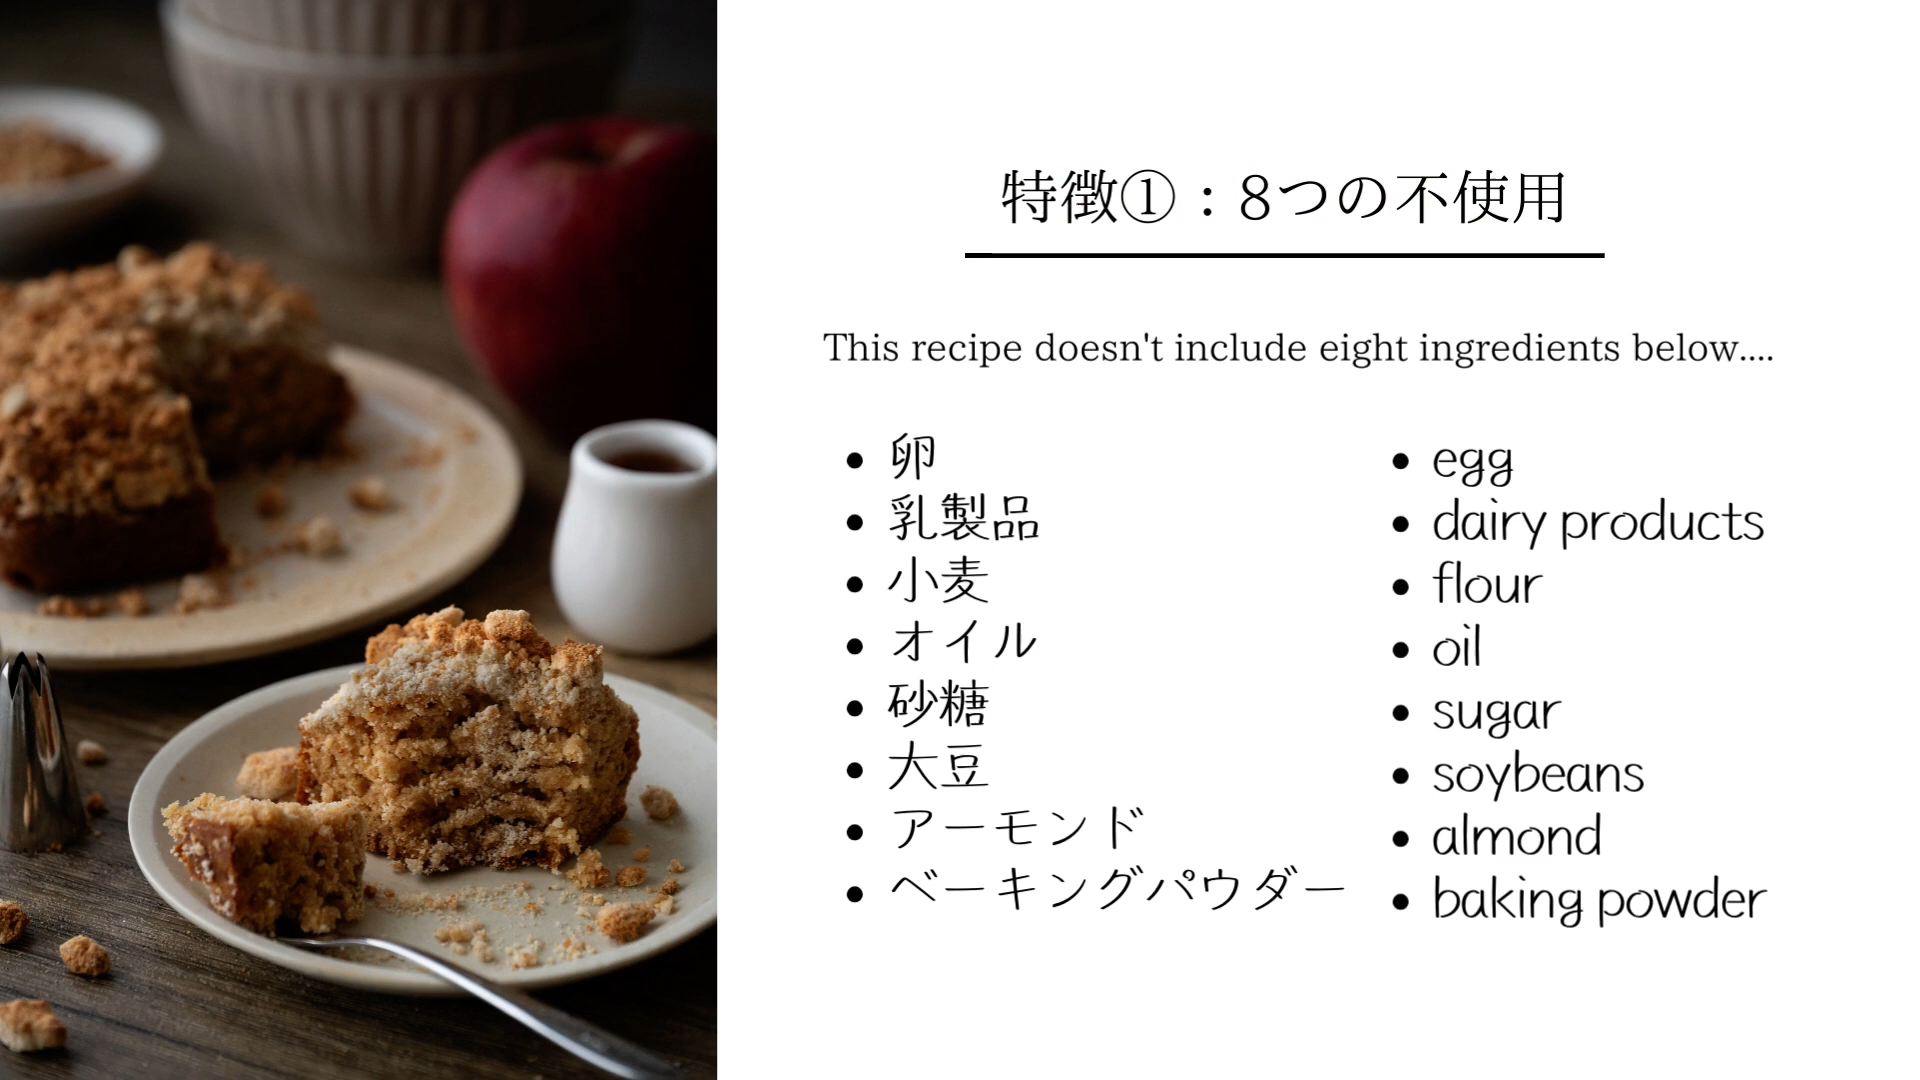 特徴①：8つの不使用
This recipe doesn't include eight ingredients below....
卵
乳製品
小麦
オイル
砂糖
大豆
アーモンド
ベーキングパウダー
egg
dairy products
flour
oil
sugar
soybeans
almond
baking powder